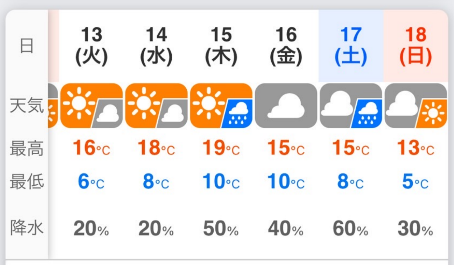 日 13 14 15 16 17 18
(火) (水) (木) (金) (土) (日)
天気
最高 16℃ 18℃ 19℃ 15℃ 15℃ 13℃
最低 6℃ 8℃ 10℃ 10℃ 8℃ 5℃
降水 20% 20% 50% 40% 60% 30%